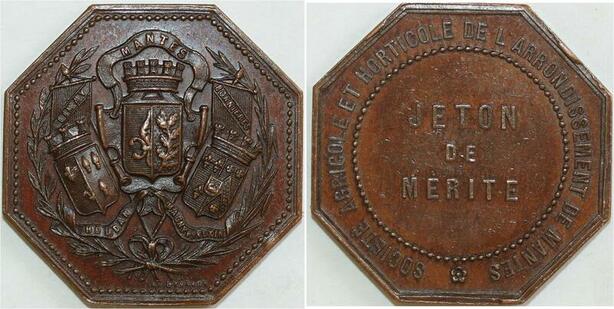 MANTES
HOUDAN
SOCIETE AGRICOLE ET HORTICOLE DE L'ARRONDISSEMENT DE MANTES
JETON
DE
MERITE